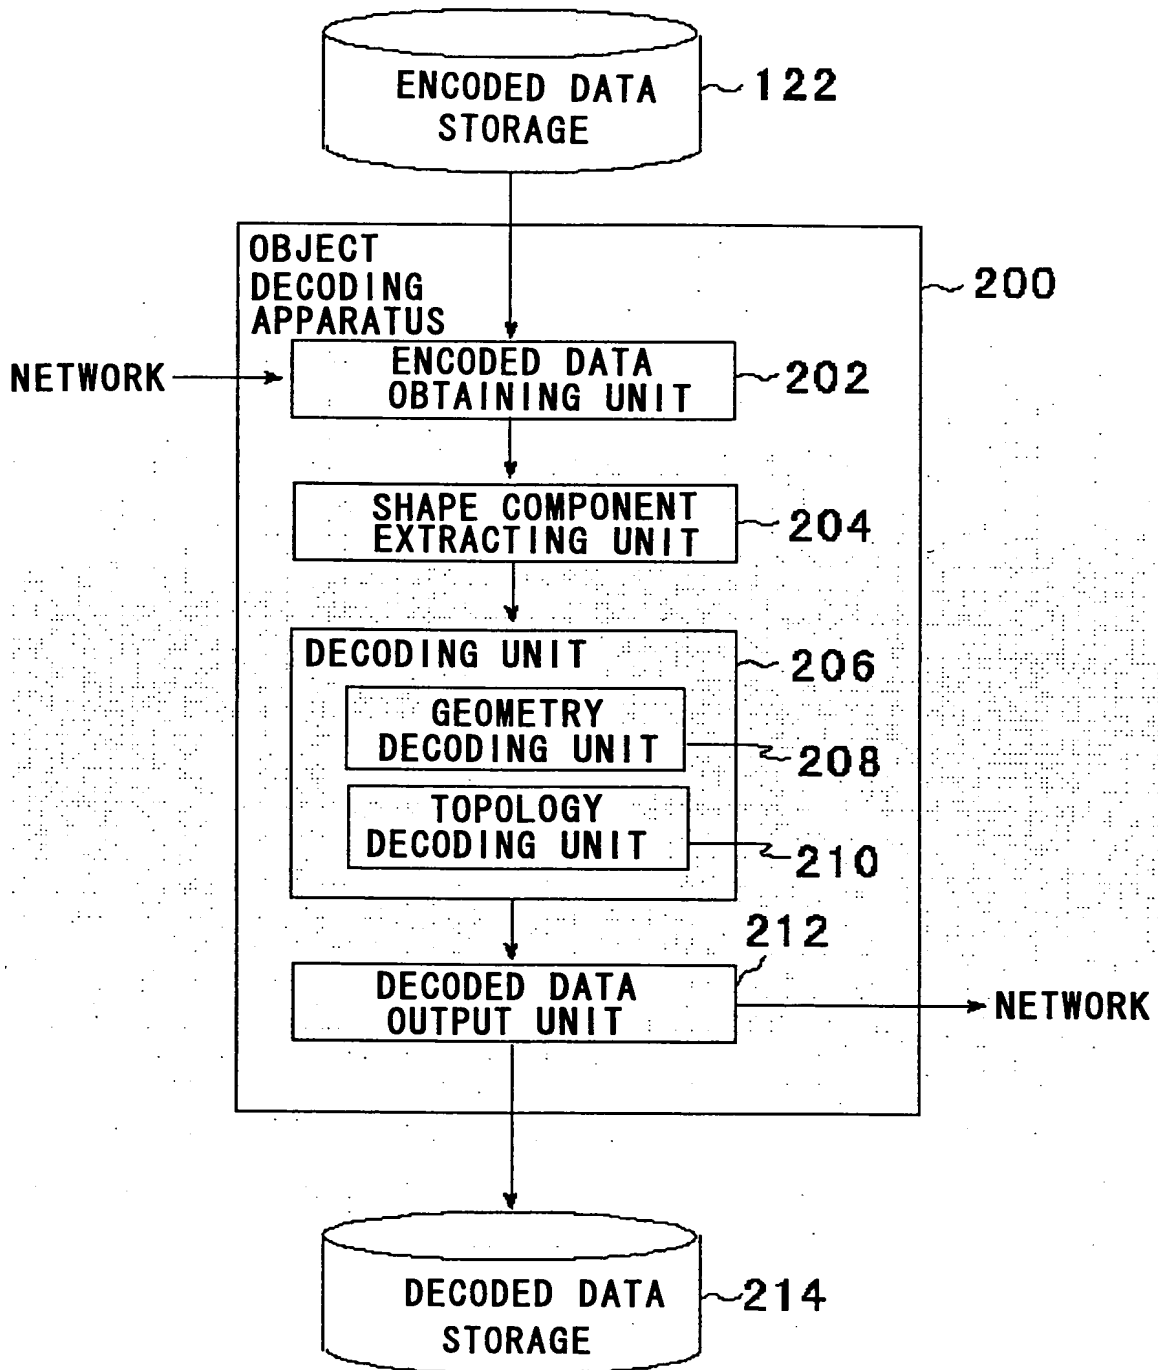 ENCODED DATA
STORAGE
122
OBJECT
DECODING
APPARATUS
200
NETWORK
ENCODED DATA
OBTAINING UNIT
202
SHAPE COMPONENT
EXTRACTING UNIT
204
DECODING UNIT
206
GEOMETRY
DECODING UNIT
208
TOPOLOGY
DECODING UNIT
210
212
DECODED DATA
OUTPUT UNIT
NETWORK
DECODED DATA
STORAGE
214